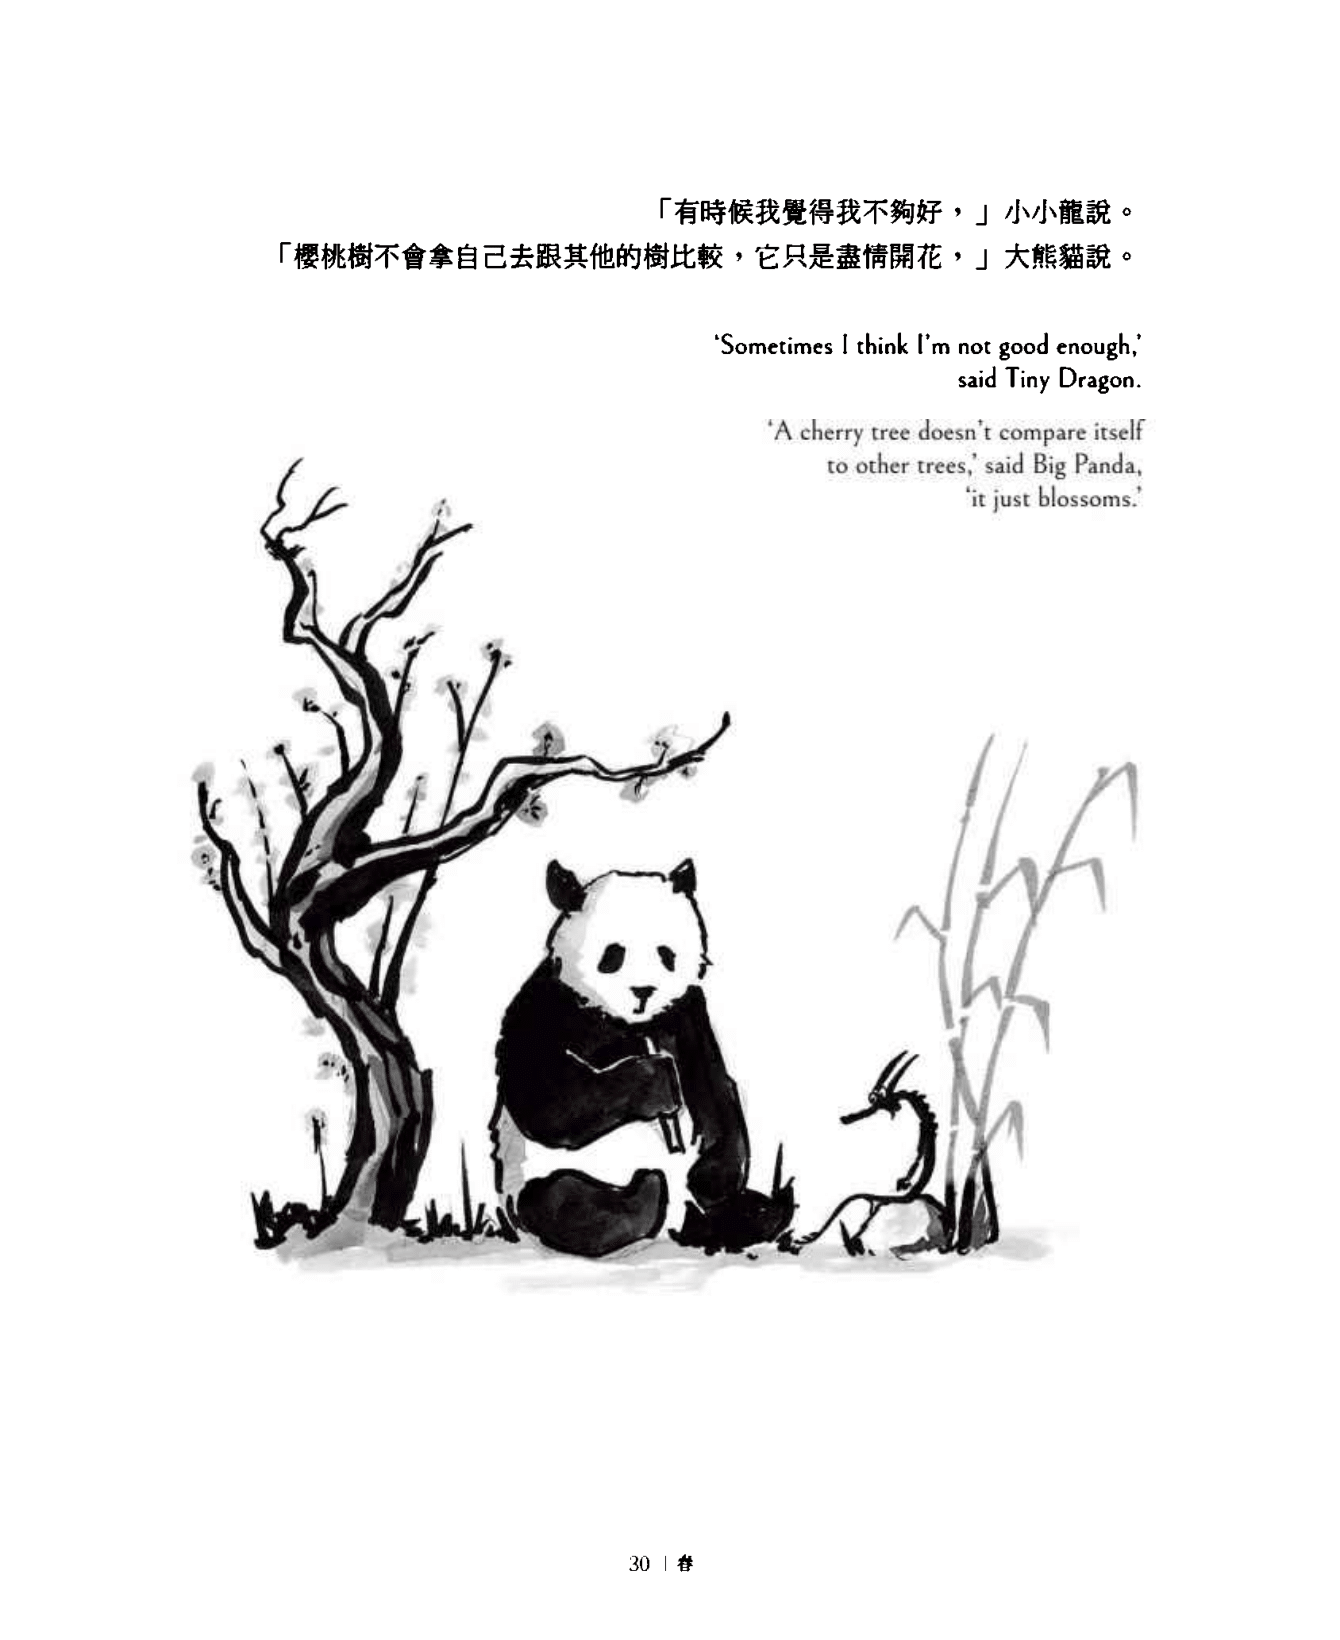 「有時候我覺得我不夠好，」小小龍說。
「櫻桃樹不會拿自己去跟其他的樹比較，它只是盡情開花，」大熊貓說。
‘Sometimes I think I’m not good enough,’
said Tiny Dragon.
‘A cherry tree doesn’t compare itself
to other trees,’ said Big Panda,
‘it just blossoms.’
30 | 春